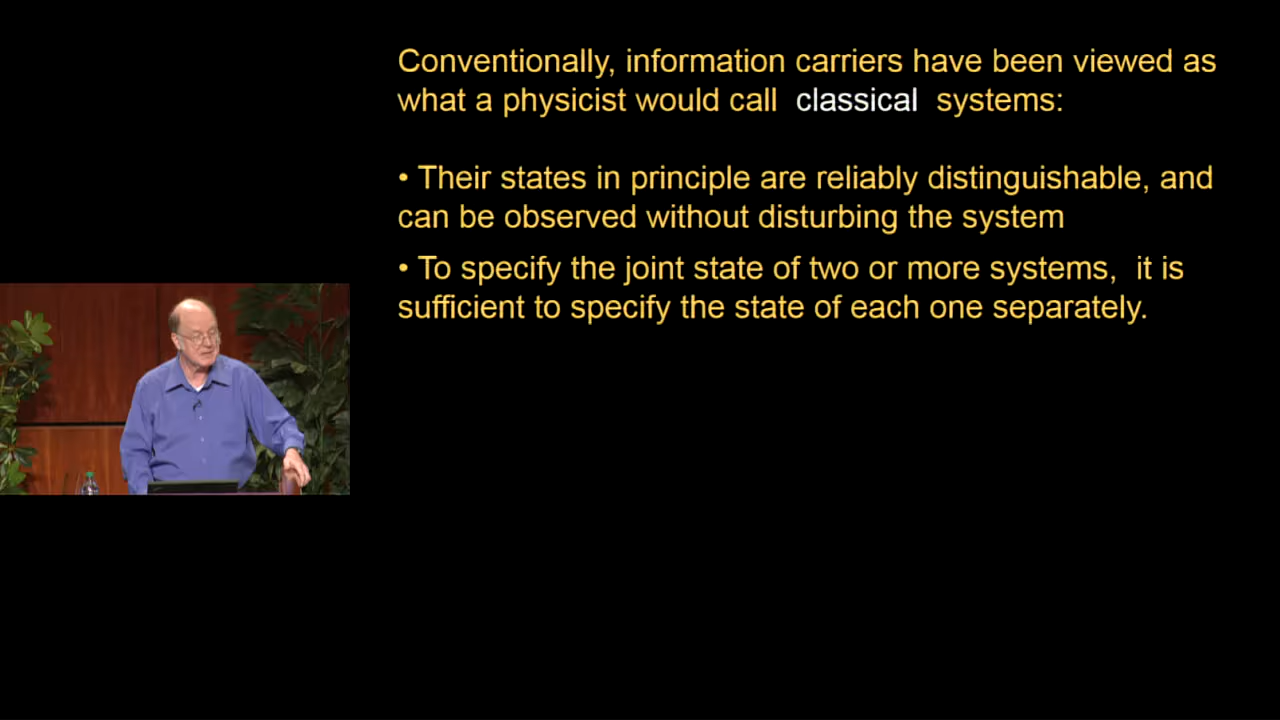 Conventionally, information carriers have been viewed as
what a physicist would call classical systems:
• Their states in principle are reliably distinguishable, and
can be observed without disturbing the system
• To specify the joint state of two or more systems, it is
sufficient to specify the state of each one separately.